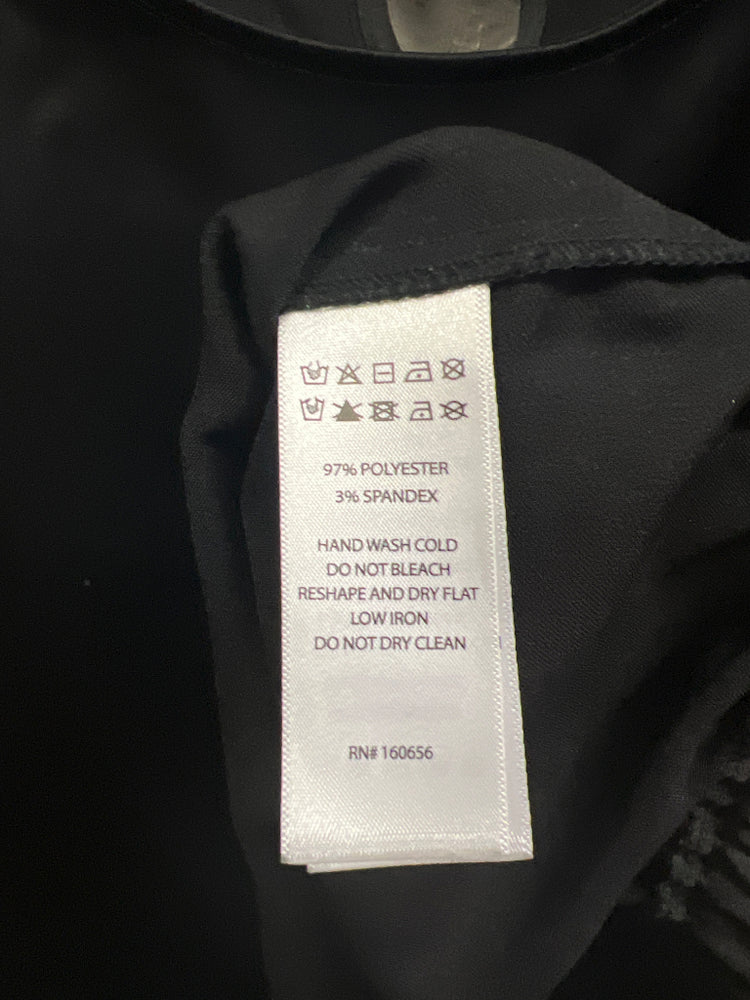 97% POLYESTER
3% SPANDEX
HAND WASH COLD
DO NOT BLEACH
RESHAPE AND DRY FLAT
LOW IRON
DO NOT DRY CLEAN
RN# 160656